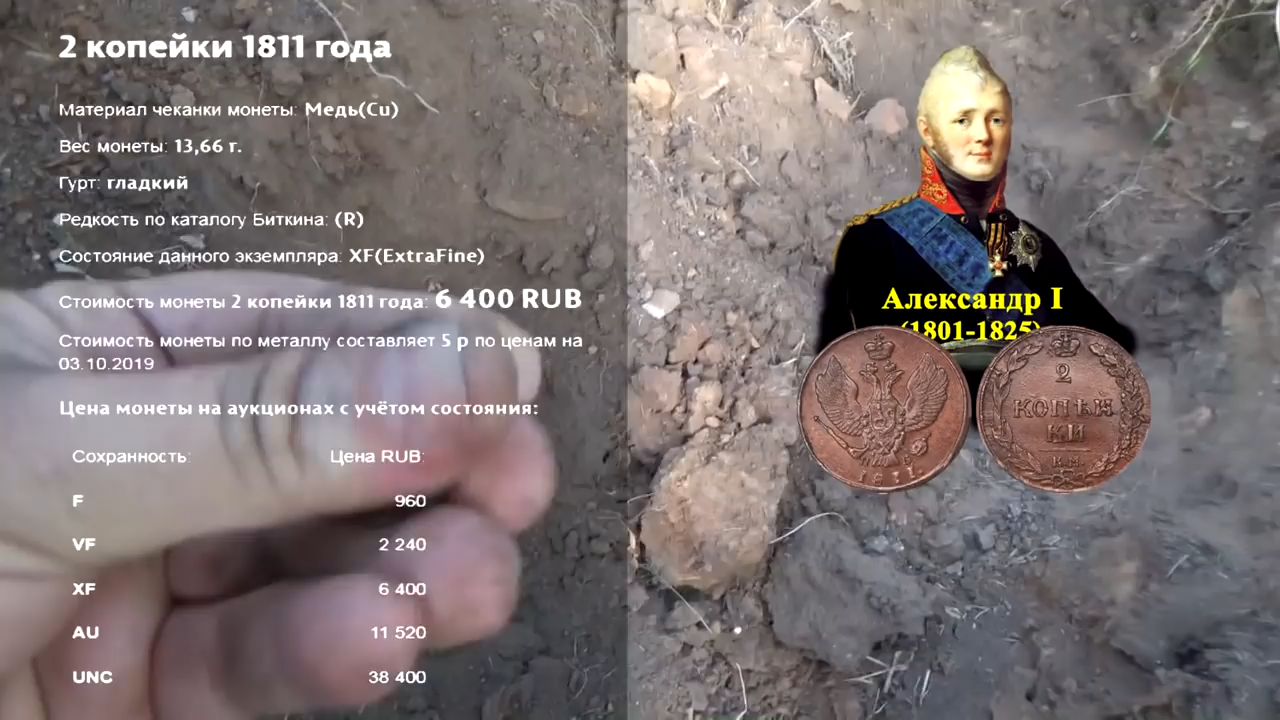 2 копейки 1811 года
Материал чеканки монеты: Медь(Cu)
Вес монеты: 13,66 г.
Гурт: гладкий
Редкость по каталогу Биткина: (R)
Состояние данного экземпляра: XF(ExtraFine)
Стоимость монеты 2 копейки 1811 года: 6 400 RUB
Стоимость монеты по металлу составляет 5 р по ценам на
03.10.2019
Цена монеты на аукционах с учётом состояния:
Сохранность: Цена RUB:
F 960
VF 2 240
XF 6 400
AU 11 520
UNC 38 400
Александр I
(1801-1825)
1811
2
КОПѢЙ
КИ
К.М.